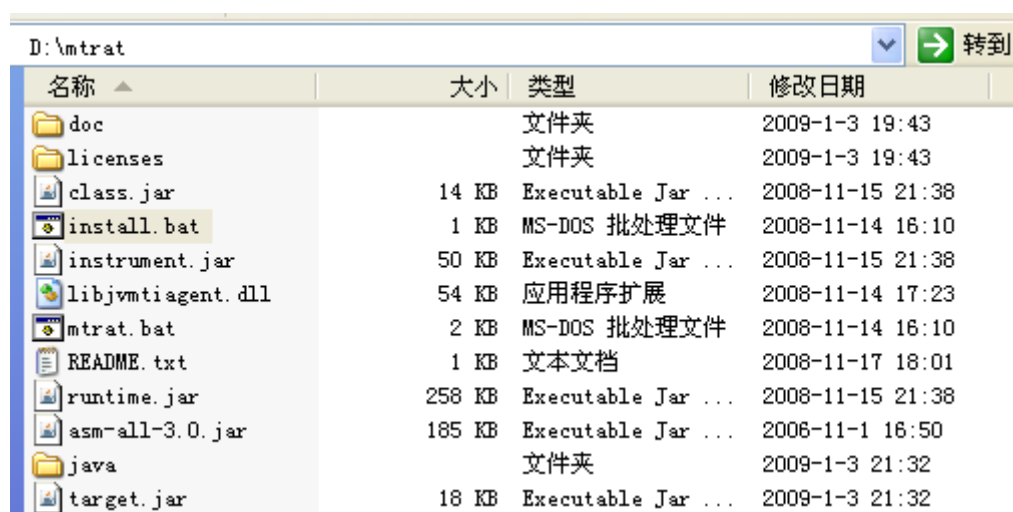 D:\mtrat 转到
名称 大小 类型 修改日期
doc 文件夹 2009-1-3 19:43
licenses 文件夹 2009-1-3 19:43
class.jar 14 KB Executable Jar ... 2008-11-15 21:38
install.bat 1 KB MS-DOS 批处理文件 2008-11-14 16:10
instrument.jar 50 KB Executable Jar ... 2008-11-15 21:38
libjvmtiagent.dll 54 KB 应用程序扩展 2008-11-14 17:23
mtrat.bat 2 KB MS-DOS 批处理文件 2008-11-14 16:10
README.txt 1 KB 文本文档 2008-11-17 18:01
runtime.jar 258 KB Executable Jar ... 2008-11-15 21:38
asm-all-3.0.jar 185 KB Executable Jar ... 2006-11-1 16:50
java 文件夹 2009-1-3 21:32
target.jar 18 KB Executable Jar ... 2009-1-3 21:32